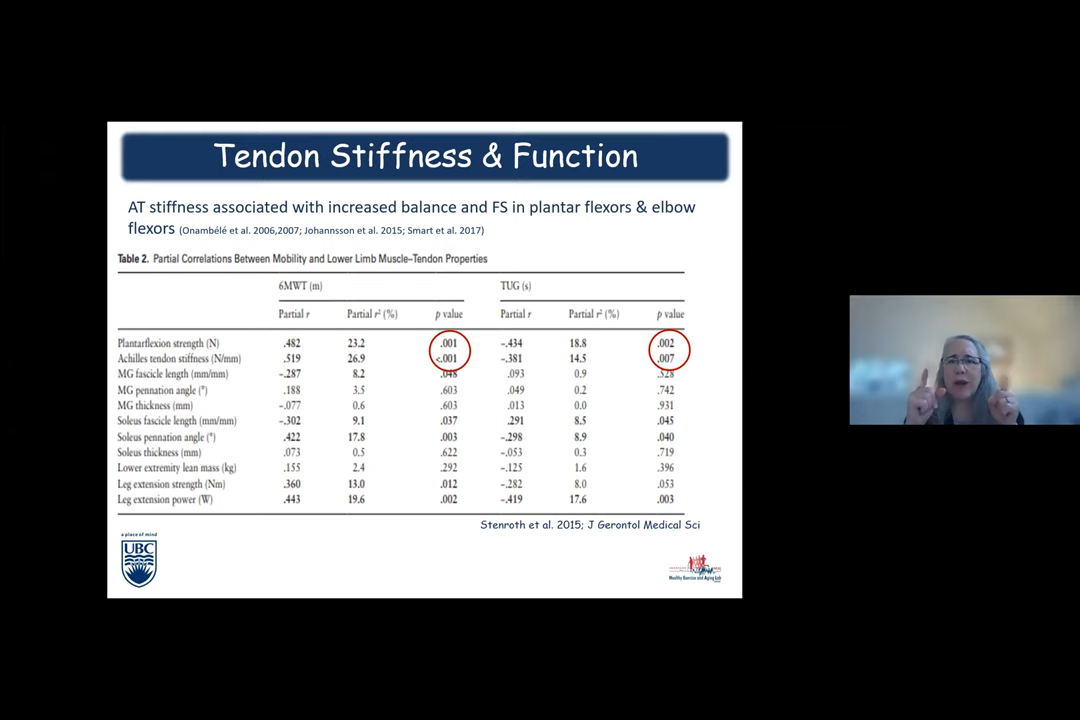 Tendon Stiffness & Function
AT stiffness associated with increased balance and FS in plantar flexors & elbow
flexors (Onambélé et al. 2006,2007; Johannsson et al. 2015; Smart et al. 2017)
Table 2. Partial Correlations Between Mobility and Lower Limb Muscle–Tendon Properties
6MWT (m) TUG (s)
Partial r Partial r² (%) p value Partial r Partial r² (%) p value
Plantarflexion strength (N) .482 23.2 .001 −.434 18.8 .002
Achilles tendon stiffness (N/mm) .519 26.9 <.001 −.381 14.5 .007
MG fascicle length (mm/mm) −.287 8.2 .048 .093 0.9 .528
MG pennation angle (°) .188 3.5 .603 .049 0.2 .742
MG thickness (mm) −.077 0.6 .603 .013 0.0 .931
Soleus fascicle length (mm/mm) −.302 9.1 .037 .291 8.5 .045
Soleus pennation angle (°) .422 17.8 .003 −.298 8.9 .040
Soleus thickness (mm) .073 0.5 .622 −.053 0.3 .719
Lower extremity lean mass (kg) .155 2.4 .292 −.125 1.6 .396
Leg extension strength (Nm) .360 13.0 .012 −.282 8.0 .053
Leg extension power (W) .443 19.6 .002 −.419 17.6 .003
Stenroth et al. 2015; J Gerontol Medical Sci
a place of mind
UBC
Healthy Exercise and Aging Lab